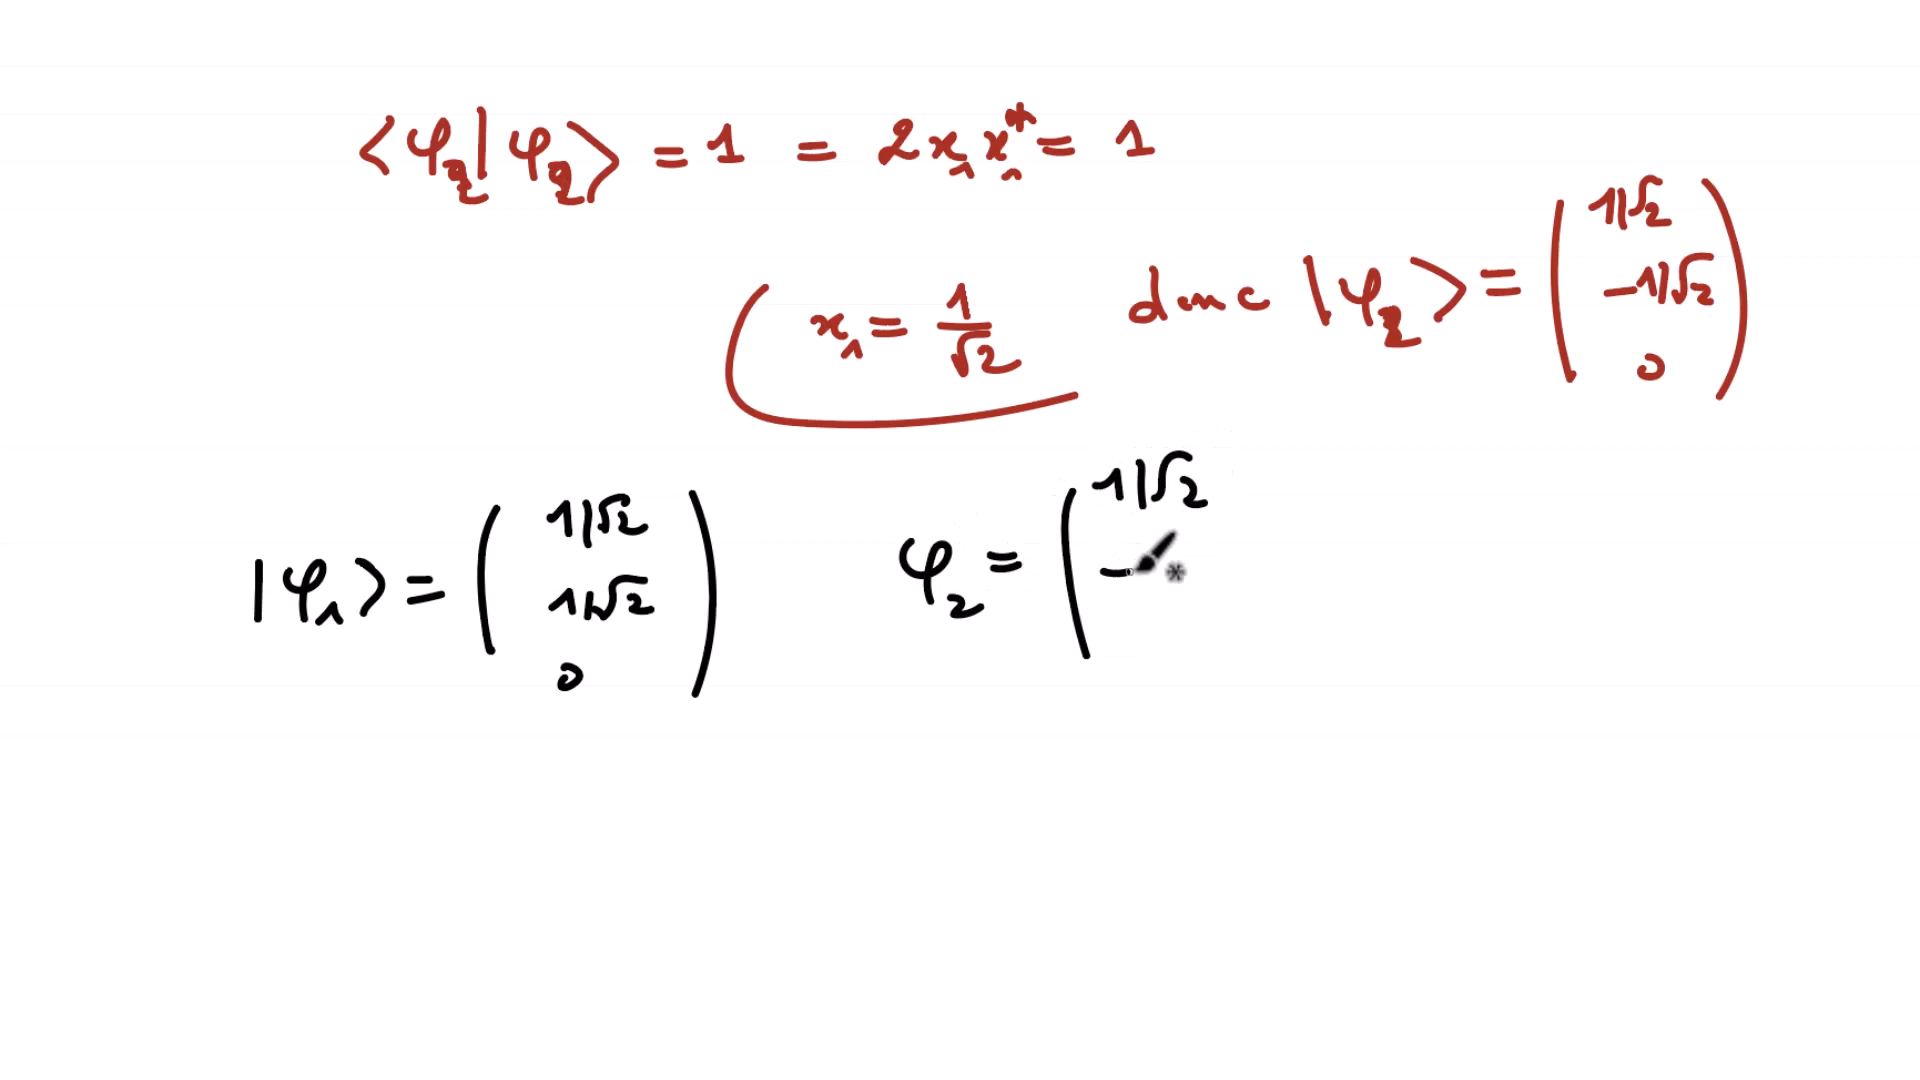 ⟨φ₂|φ₂⟩ = 1 = 2x₁x₁* = 1
x₁ = 1/√2 donc |φ₂⟩ = (1/√2
-1/√2
0)
|φ₁⟩ = (1/√2
1/√2
0)
φ₂ = (1/√2
-